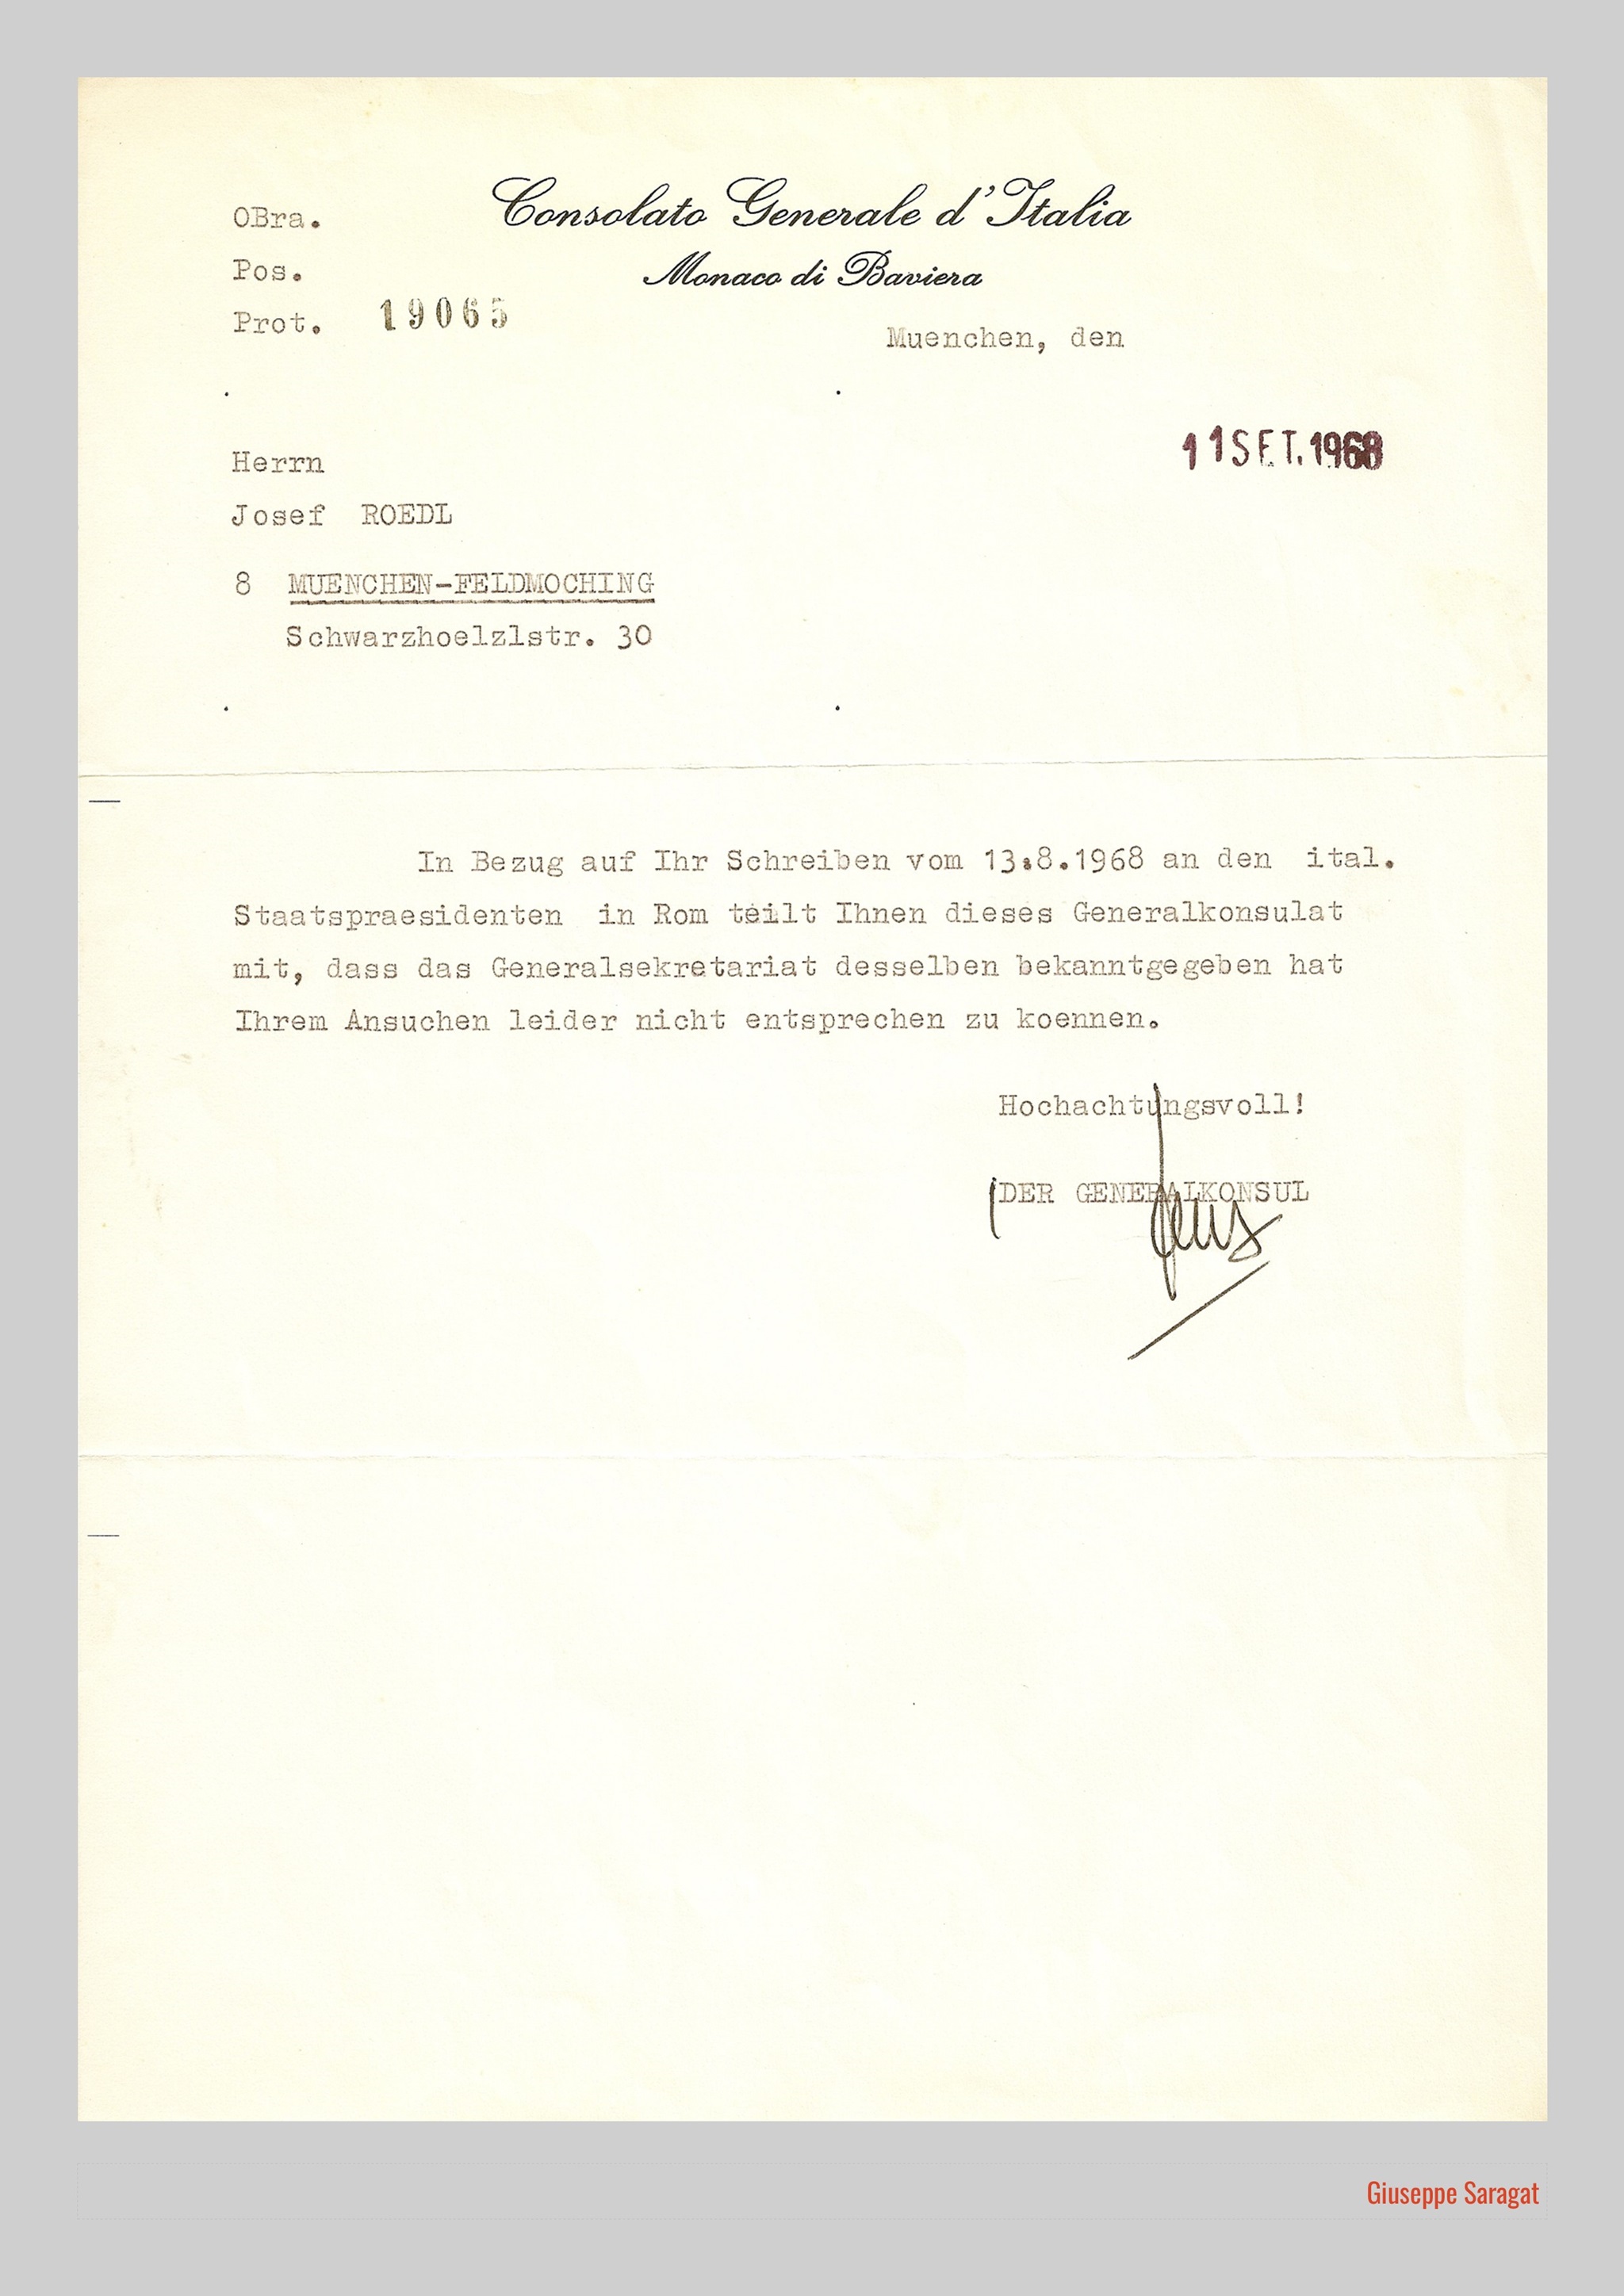 OBra.
Consolato Generale d'Italia
Pos.
Monaco di Baviera
Prot. 19065
Muenchen, den
11 SET. 1968
Herrn
Josef ROEDL
8 MUENCHEN-FELDMOCHING
Schwarzhoelzlstr. 30
In Bezug auf Ihr Schreiben vom 13.8.1968 an den ital.
Staatspraesidenten in Rom teilt Ihnen dieses Generalkonsulat
mit, dass das Generalsekretariat desselben bekanntgegeben hat
Ihrem Ansuchen leider nicht entsprechen zu koennen.
Hochachtungsvoll!
DER GENERALKONSUL
Giuseppe Saragat